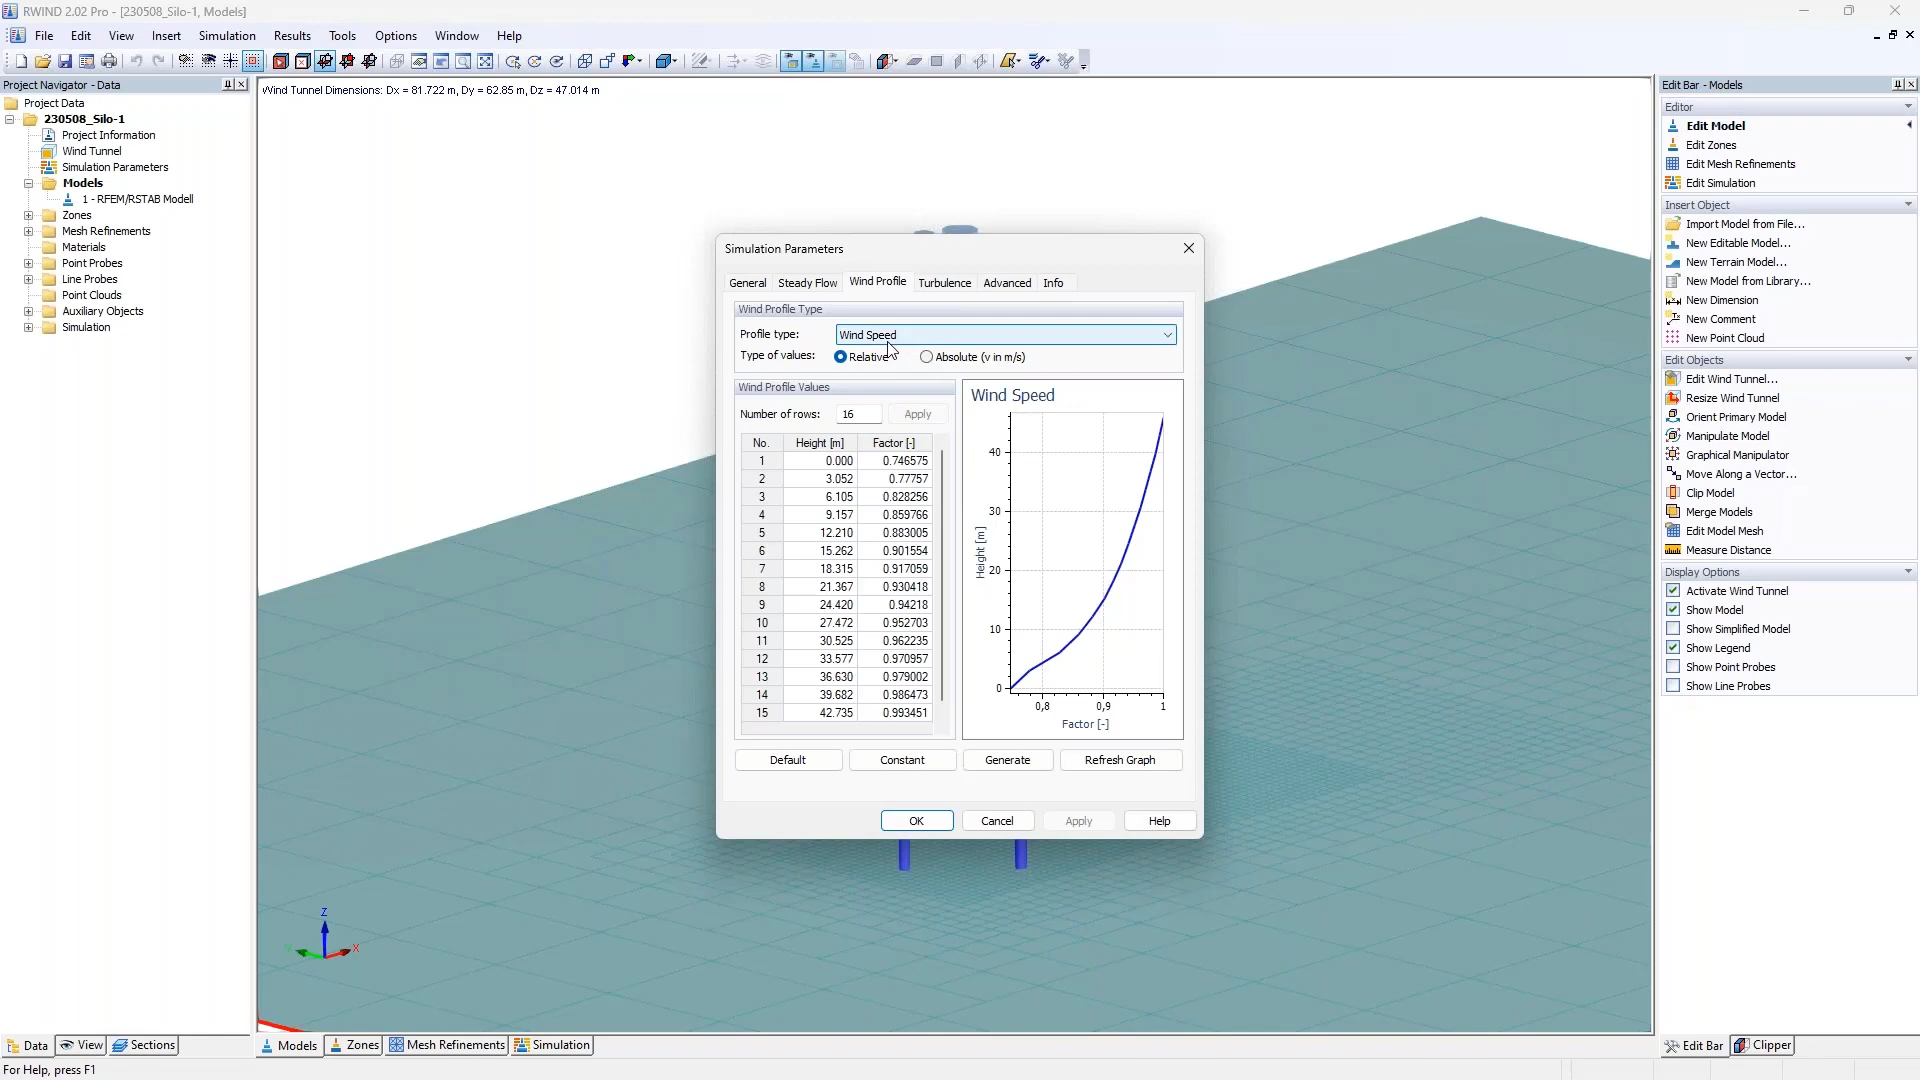 RWIND 2.02 Pro - [230508_Silo-1, Models]
File Edit View Insert Simulation Results Tools Options Window Help
Project Navigator - Data
Project Data
230508_Silo-1
Project Information
Wind Tunnel
Simulation Parameters
Models
1 - RFEM/RSTAB Modell
Zones
Mesh Refinements
Materials
Point Probes
Line Probes
Point Clouds
Auxiliary Objects
Simulation
Wind Tunnel Dimensions: Dx = 81.722 m, Dy = 62.85 m, Dz = 47.014 m
Simulation Parameters
General Steady Flow Wind Profile Turbulence Advanced Info
Wind Profile Type
Profile type: Wind Speed
Type of values: Relative Absolute (v in m/s)
Wind Profile Values
Number of rows: 16 Apply
No. Height [m] Factor [-]
1 0.000 0.746575
2 3.052 0.77757
3 6.105 0.828256
4 9.157 0.859766
5 12.210 0.883005
6 15.262 0.901554
7 18.315 0.917059
8 21.367 0.930418
9 24.420 0.94218
10 27.472 0.952703
11 30.525 0.962235
12 33.577 0.970957
13 36.630 0.979002
14 39.682 0.986473
15 42.735 0.993451
Wind Speed
40
30
20
10
0
Height [m]
0,8 0,9 1
Factor [-]
Default Constant Generate Refresh Graph
OK Cancel Apply Help
Z
Y X
Edit Bar - Models
Editor
Edit Model
Edit Zones
Edit Mesh Refinements
Edit Simulation
Insert Object
Import Model from File...
New Editable Model...
New Terrain Model...
New Model from Library...
New Dimension
New Comment
New Point Cloud
Edit Objects
Edit Wind Tunnel...
Resize Wind Tunnel
Orient Primary Model
Manipulate Model
Graphical Manipulator
Move Along a Vector...
Clip Model
Merge Models
Edit Model Mesh
Measure Distance
Display Options
Activate Wind Tunnel
Show Model
Show Simplified Model
Show Legend
Show Point Probes
Show Line Probes
Data View Sections
Models Zones Mesh Refinements Simulation
Edit Bar Clipper
For Help, press F1